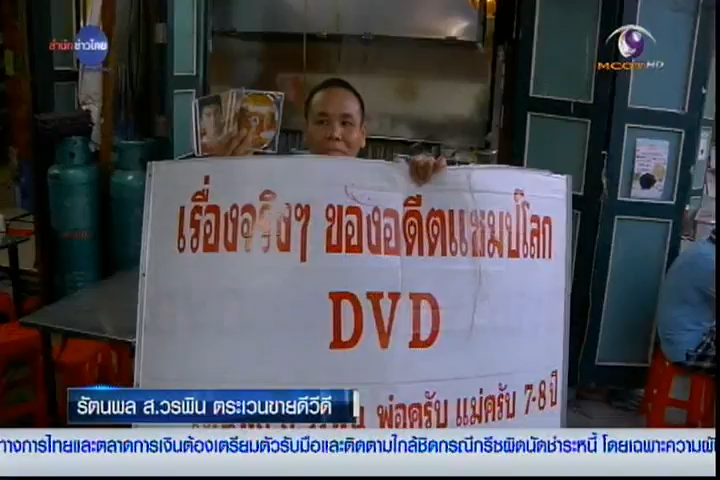 สำนักข่าวไทย
MCOT HD
เรื่องจริงๆ ของอดีตแชมป์โลก
DVD
พ่อครับ แม่ครับ 7-8 ปี
รัตนพล ส.วรพิน ตระเวนขายดีวีดี
ทางการไทยและตลาดการเงินต้องเตรียมตัวรับมือและติดตามใกล้ชิดกรณีกรีซผิดนัดชำระหนี้ โดยเฉพาะความผั